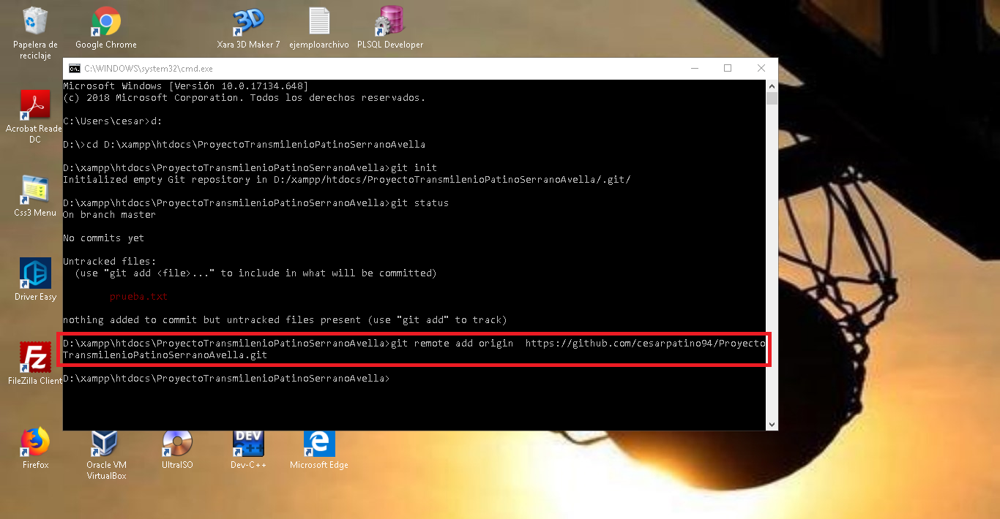 Papelera de
reciclaje
Google Chrome
Xara 3D Maker 7
ejemploarchivo
PLSQL Developer
C:\WINDOWS\system32\cmd.exe
Microsoft Windows [Versión 10.0.17134.648]
(c) 2018 Microsoft Corporation. Todos los derechos reservados.
C:\Users\cesar>d:
D:\>cd D:\xampp\htdocs\ProyectoTransmilenioPatinoSerranoAvella
D:\xampp\htdocs\ProyectoTransmilenioPatinoSerranoAvella>git init
Initialized empty Git repository in D:/xampp/htdocs/ProyectoTransmilenioPatinoSerranoAvella/.git/
D:\xampp\htdocs\ProyectoTransmilenioPatinoSerranoAvella>git status
On branch master
No commits yet
Untracked files:
(use "git add <file>..." to include in what will be committed)
prueba.txt
nothing added to commit but untracked files present (use "git add" to track)
D:\xampp\htdocs\ProyectoTransmilenioPatinoSerranoAvella>git remote add origin  https://github.com/cesarpatino94/Proyecto
TransmilenioPatinoSerranoAvella.git
D:\xampp\htdocs\ProyectoTransmilenioPatinoSerranoAvella>
Acrobat Reade
DC
Css3 Menu
Driver Easy
FileZilla Client
Firefox
Oracle VM
VirtualBox
UltraISO
DEV
Dev-C++
Microsoft Edge